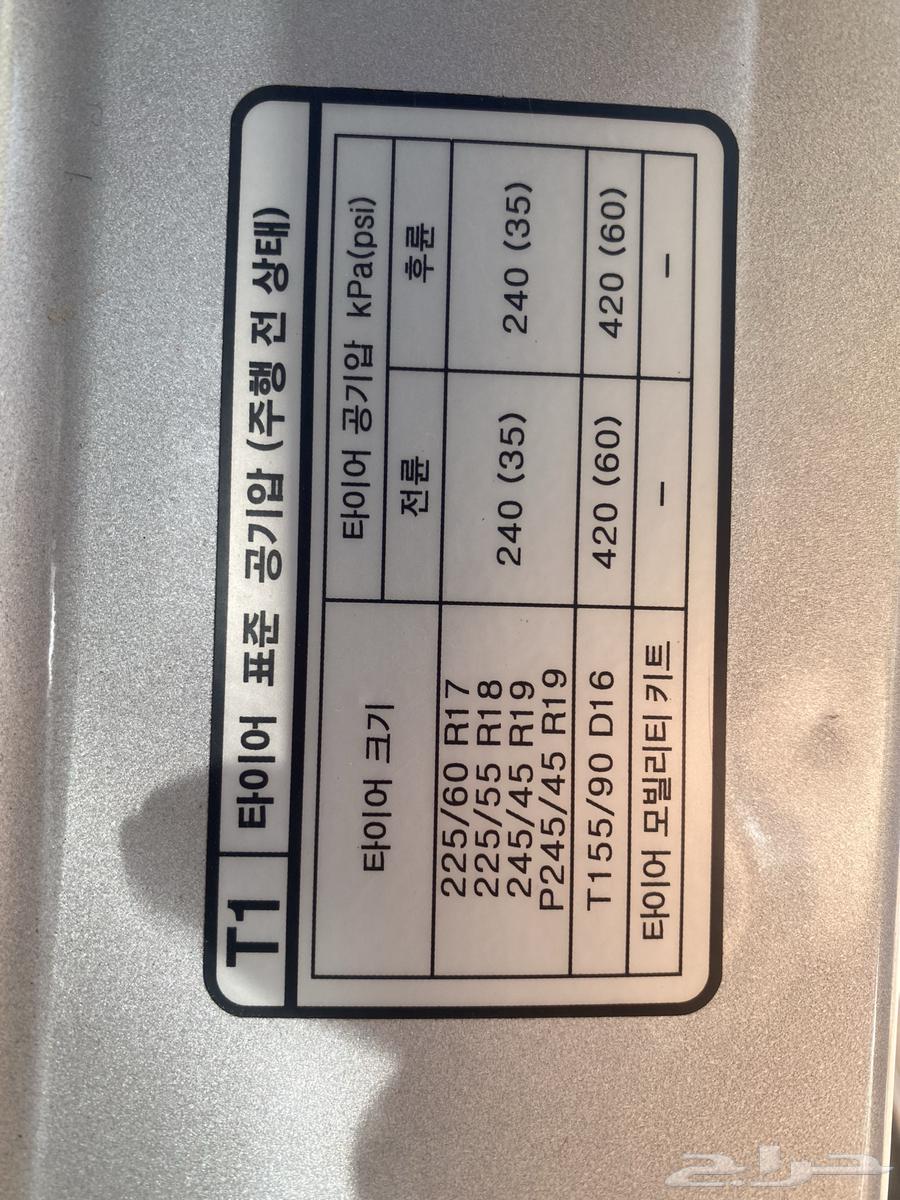 T1 타이어 표준 공기압 (주행 전 상태)
타이어 크기 타이어 공기압 kPa(psi)
전륜 후륜
225/60 R17
225/55 R18
245/45 R19
P245/45 R19
240 (35) 240 (35)
T155/90 D16 420 (60) 420 (60)
타이어 모빌리티 키트 – –
حراج